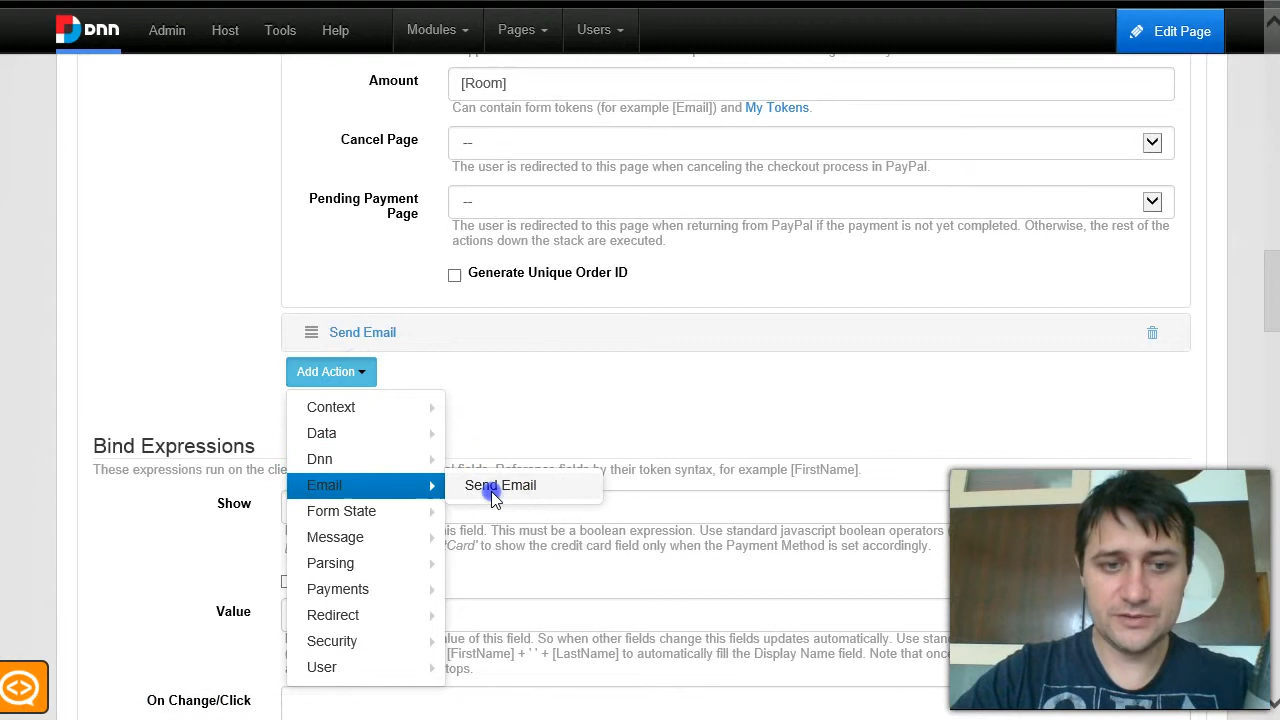 DNN
Admin
Host
Tools
Help
Modules
Pages
Users
Edit Page
Amount
[Room]
Can contain form tokens (for example [Email]) and My Tokens.
Cancel Page
--
The user is redirected to this page when canceling the checkout process in PayPal.
Pending Payment
Page
--
The user is redirected to this page when returning from PayPal if the payment is not yet completed. Otherwise, the rest of the
actions down the stack are executed.
Generate Unique Order ID
Send Email
Add Action
Context
Data
Dnn
Email
Send Email
Form State
Message
Parsing
Payments
Redirect
Security
User
Bind Expressions
These expressions run on the clie
fields. Reference fields by their token syntax, for example [FirstName].
Show
this field. This must be a boolean expression. Use standard javascript boolean operators (
Card' to show the credit card field only when the Payment Method is set accordingly.
Value
alue of this field. So when other fields change this fields updates automatically. Use stan
[FirstName] + ' ' + [LastName] to automatically fill the Display Name field. Note that onc
tops.
On Change/Click